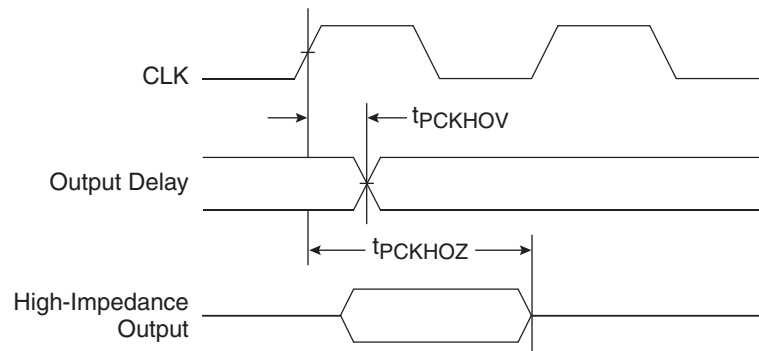 CLK
tPCKHOV
Output Delay
tPCKHOZ
High-Impedance
Output